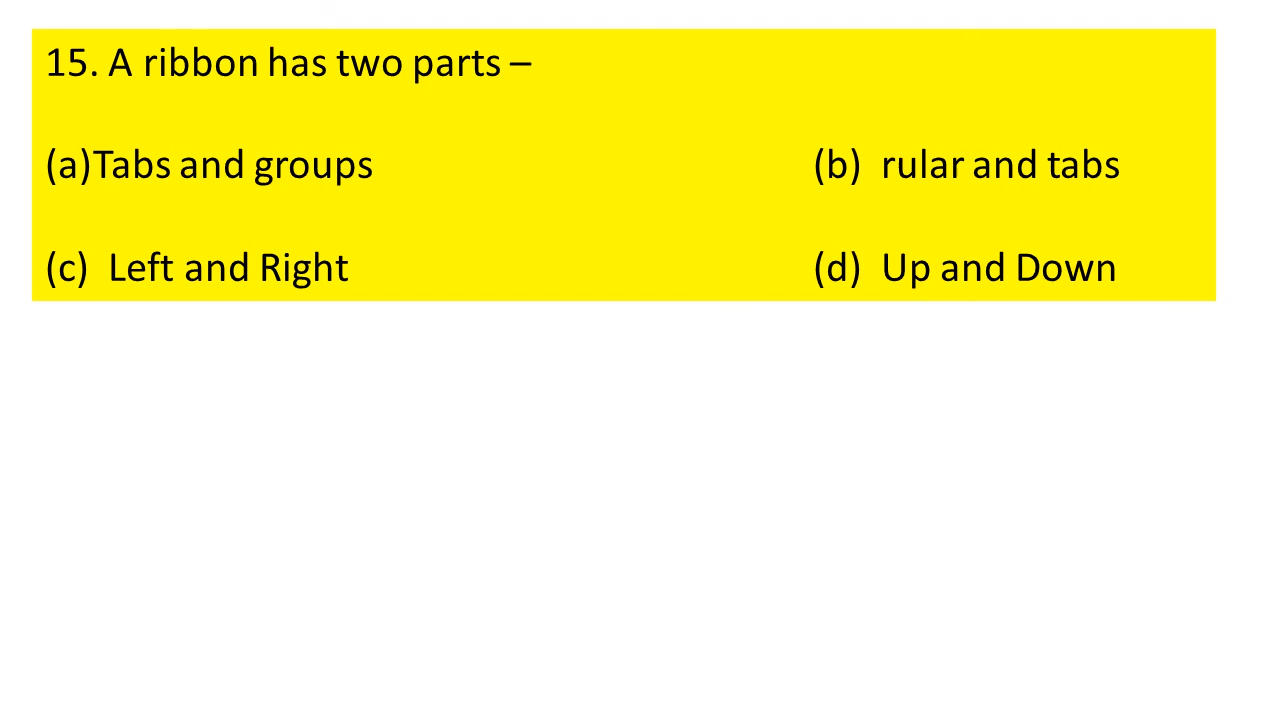 15. A ribbon has two parts –
(a)Tabs and groups (b) rular and tabs
(c) Left and Right (d) Up and Down